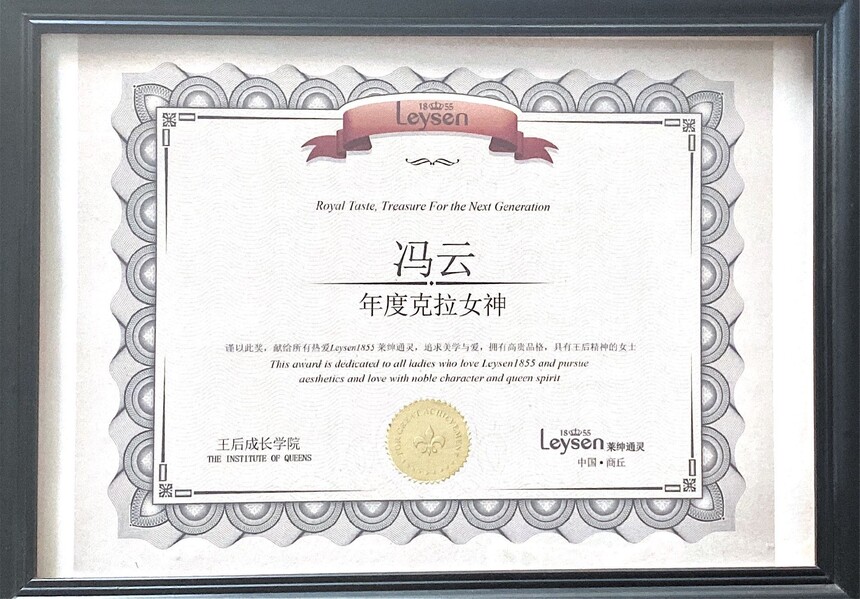 18 55
Leysen
Royal Taste, Treasure For the Next Generation
冯云
年度克拉女神
谨以此奖，献给所有热爱Leysen1855 莱绅通灵，追求美学与爱，拥有高贵品格，具有王后精神的女士
This award is dedicated to all ladies who love Leysen1855 and pursue
aesthetics and love with noble character and queen spirit
王后成长学院
THE INSTITUTE OF QUEENS
18 55
Leysen 莱绅通灵
中国•商丘